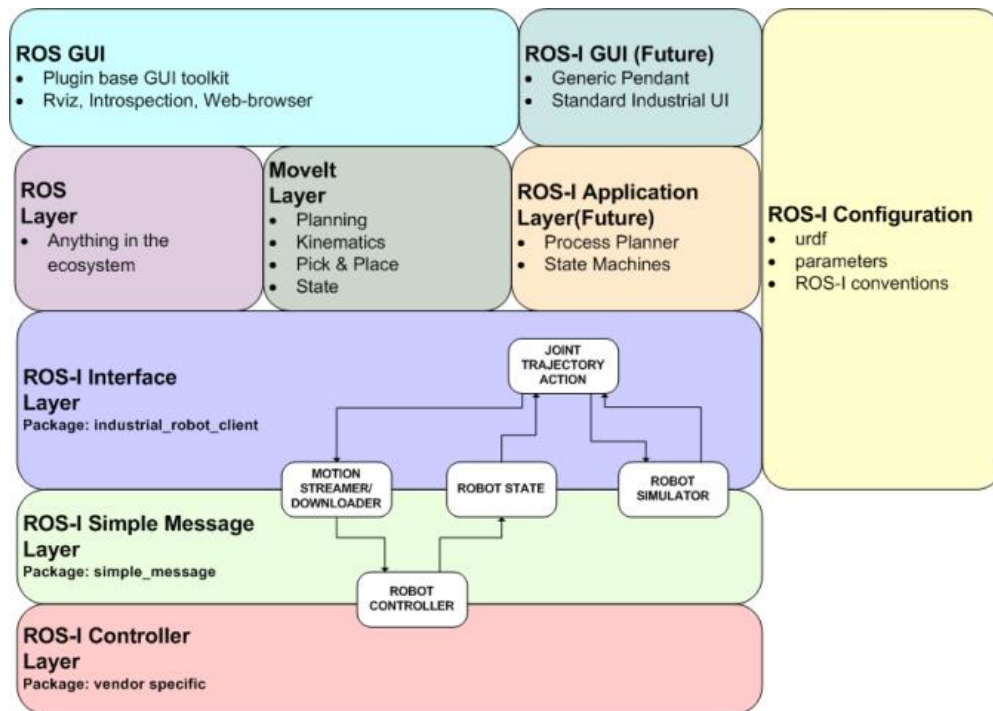 ROS GUI
• Plugin base GUI toolkit
• Rviz, Introspection, Web-browser
ROS-I GUI (Future)
• Generic Pendant
• Standard Industrial UI
ROS
Layer
• Anything in the
ecosystem
MoveIt
Layer
• Planning
• Kinematics
• Pick & Place
• State
ROS-I Application
Layer(Future)
• Process Planner
• State Machines
ROS-I Configuration
• urdf
• parameters
• ROS-I conventions
ROS-I Interface
Layer
Package: industrial_robot_client
JOINT
TRAJECTORY
ACTION
MOTION
STREAMER/
DOWNLOADER
ROBOT STATE
ROBOT
SIMULATOR
ROS-I Simple Message
Layer
Package: simple_message
ROBOT
CONTROLLER
ROS-I Controller
Layer
Package: vendor specific